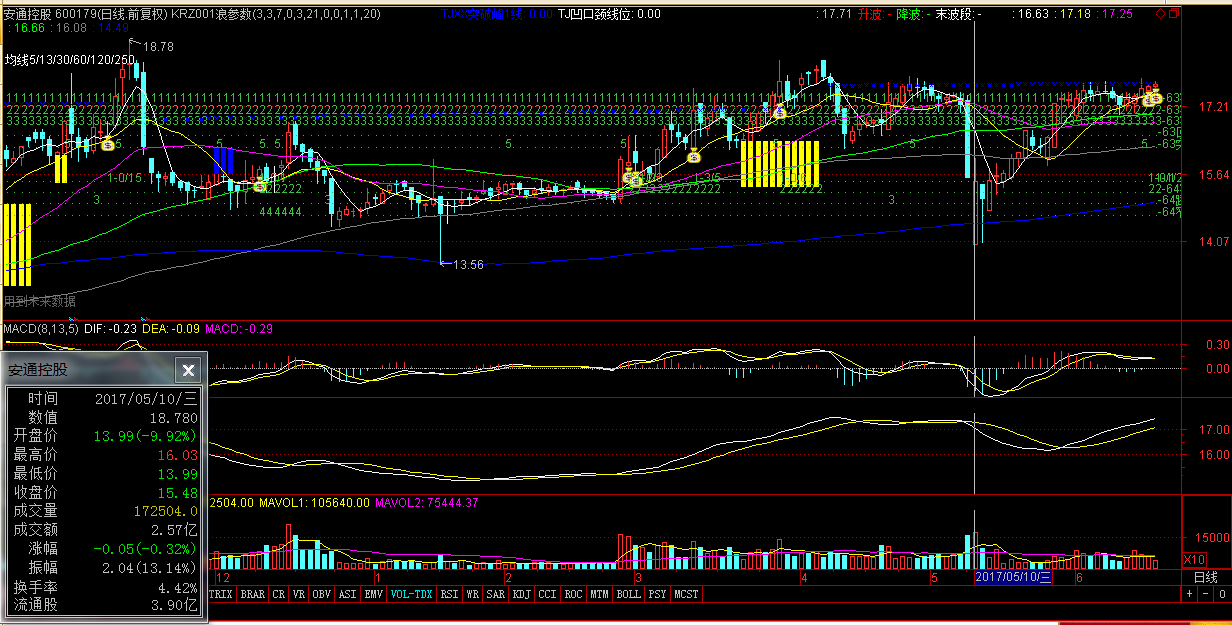 安通控股 600179(日线.前复权) KRZ001浪参数(3,3,7,0,3,21,0,0,1,1,20) TJ凹口颈线位: 0.00 :17.71 升波: - 降波: - 末波段: - :16.63 :17.18 :17.25
:16.66 :16.08 :14.49
18.78
均线5/13/30/60/120/250
17.21
15.64
14.07
13.56
用到未来数据
MACD(8,13,5) DIF: -0.23 DEA: -0.09 MACD: -0.29
0.30
0.00
17.00
16.00
安通控股
时间 2017/05/10/三
数值 18.780
开盘价 13.99(-9.92%)
最高价 16.03
最低价 13.99
收盘价 15.48
成交量 172504.0
成交额 2.57亿
涨幅 -0.05(-0.32%)
振幅 2.04(13.14%)
换手率 4.42%
流通股 3.90亿
2504.00 MAVOL1: 105640.00 MAVOL2: 75444.37
15000
X10
12 1 2 3 4 5 2017/05/10/三 6 日线
TRIX BRAR CR VR OBV ASI EMV VOL-TDX RSI WR SAR KDJ CCI ROC MTM BOLL PSY MCST + - 0